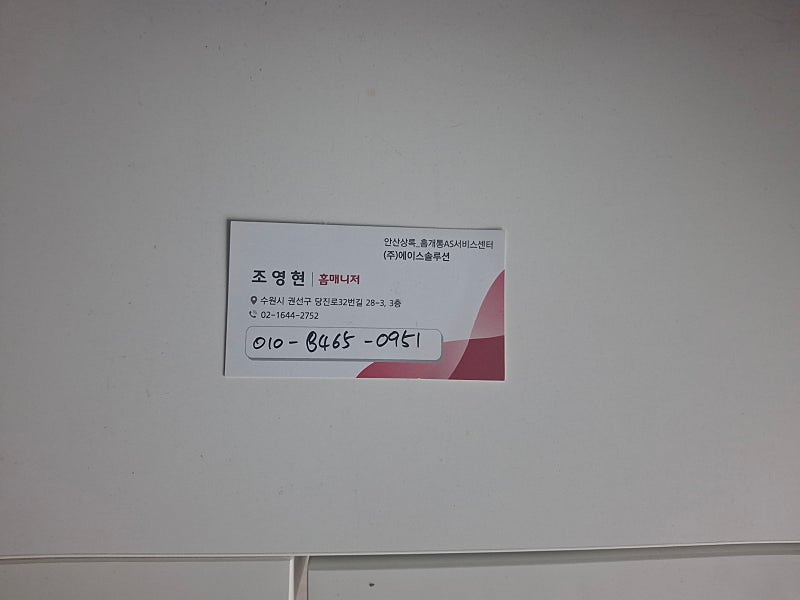 안산상록_홈개통AS서비스센터
(주)에이스솔루션
조영현 | 홈매니저
수원시 권선구 당진로32번길 28-3, 3층
02-1644-2752
010-8465-0951